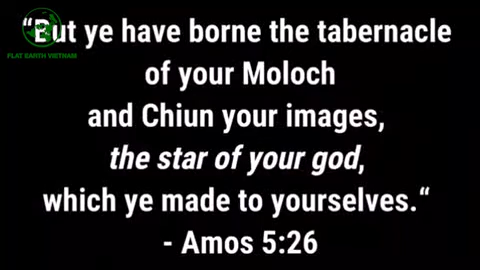 “But ye have borne the tabernacle
FLAT EARTH VIETNAM
of your Moloch
and Chiun your images,
the star of your god,
which ye made to yourselves.“
- Amos 5:26